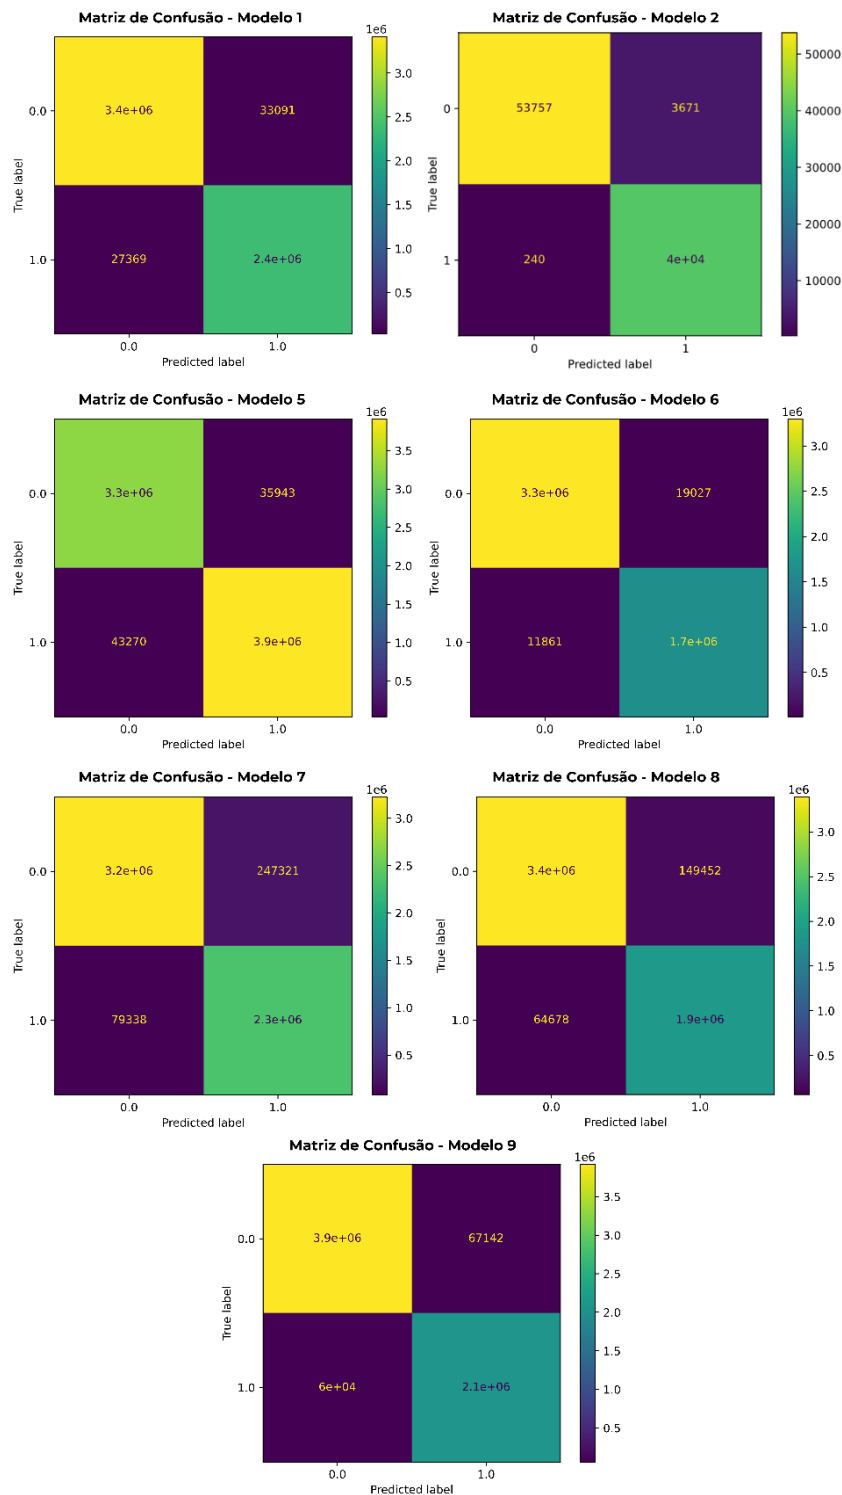 Matriz de Confusão - Modelo 1
1e6
0.0
3.4e+06
33091
1.0
27369
2.4e+06
True label
0.0
1.0
Predicted label
3.0
2.5
2.0
1.5
1.0
0.5
Matriz de Confusão - Modelo 2
0
53757
3671
1
240
4e+04
True label
0
1
Predicted label
50000
40000
30000
20000
10000
Matriz de Confusão - Modelo 5
1e6
0.0
3.3e+06
35943
1.0
43270
3.9e+06
True label
0.0
1.0
Predicted label
3.5
3.0
2.5
2.0
1.5
1.0
0.5
Matriz de Confusão - Modelo 6
1e6
0.0
3.3e+06
19027
1.0
11861
1.7e+06
True label
0.0
1.0
Predicted label
3.0
2.5
2.0
1.5
1.0
0.5
Matriz de Confusão - Modelo 7
1e6
0.0
3.2e+06
247321
1.0
79338
2.3e+06
True label
0.0
1.0
Predicted label
3.0
2.5
2.0
1.5
1.0
0.5
Matriz de Confusão - Modelo 8
1e6
0.0
3.4e+06
149452
1.0
64678
1.9e+06
True label
0.0
1.0
Predicted label
3.0
2.5
2.0
1.5
1.0
0.5
Matriz de Confusão - Modelo 9
1e6
0.0
3.9e+06
67142
1.0
6e+04
2.1e+06
True label
0.0
1.0
Predicted label
3.5
3.0
2.5
2.0
1.5
1.0
0.5